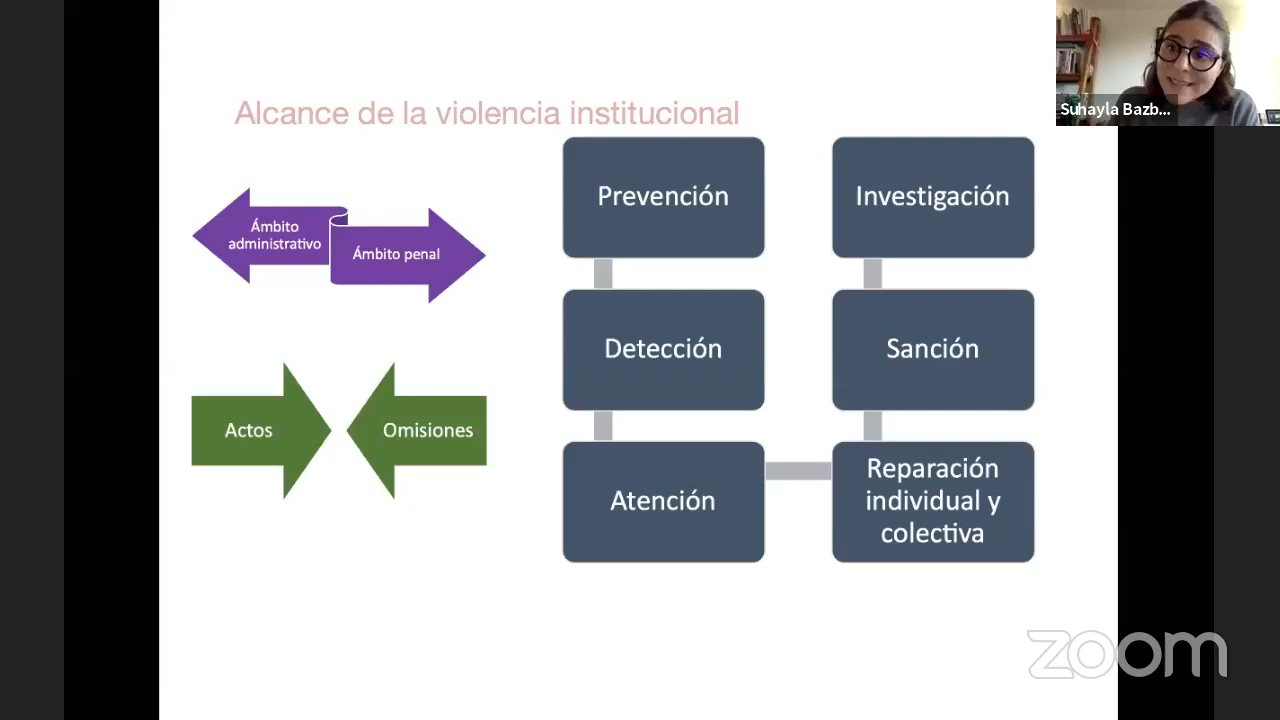 Alcance de la violencia institucional
Suhayla Bazb...
Ámbito
administrativo
Ámbito penal
Actos
Omisiones
Prevención
Detección
Atención
Investigación
Sanción
Reparación
individual y
colectiva
zoom